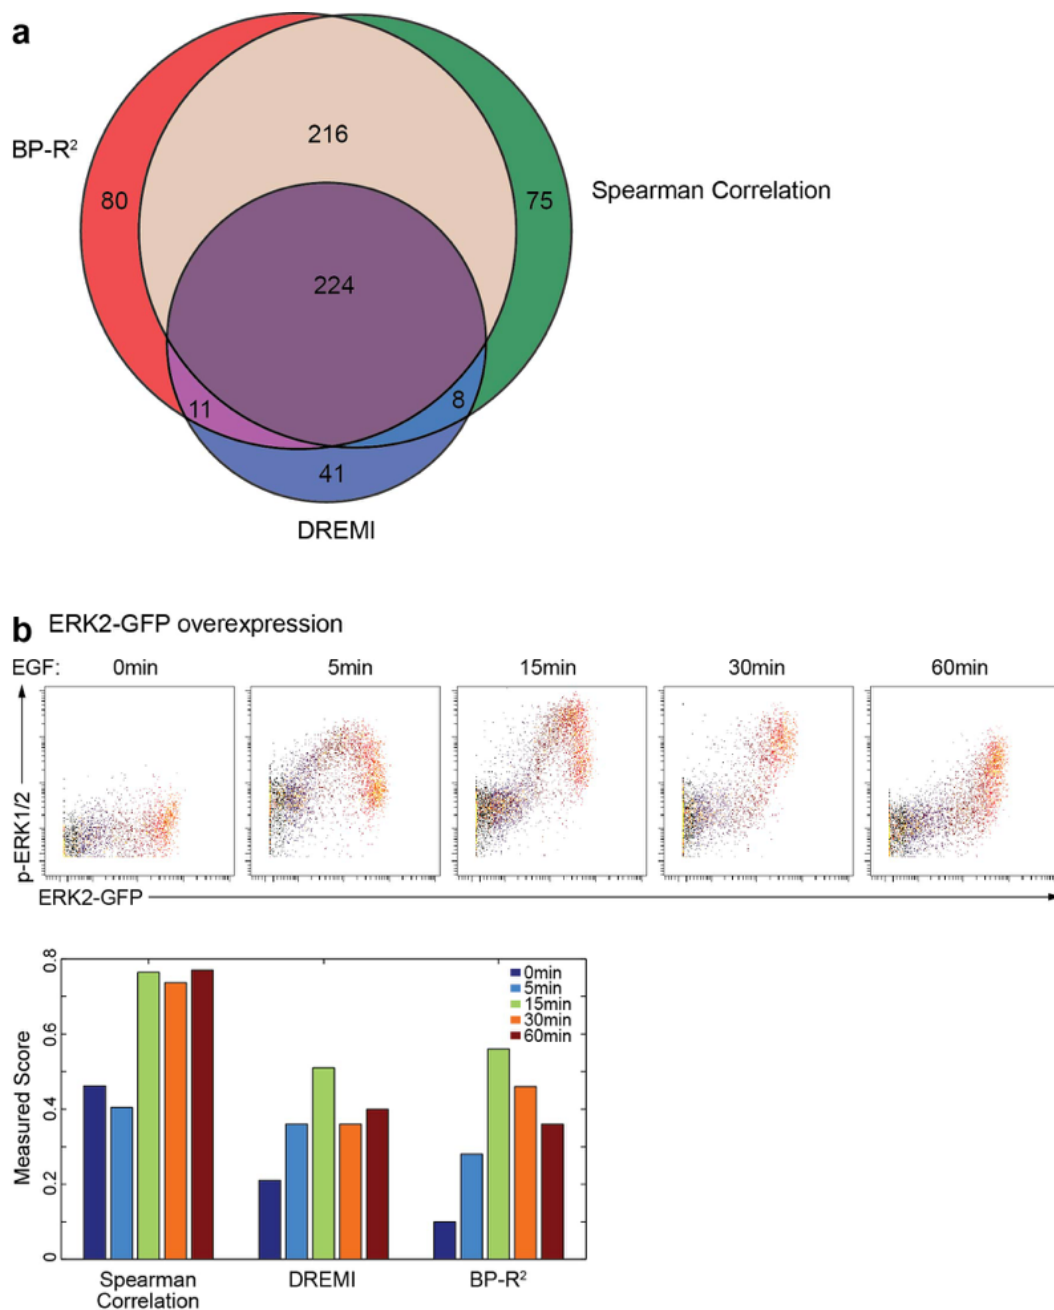 a
BP-R²
216
80
75
Spearman Correlation
224
11
8
41
DREMI
b ERK2-GFP overexpression
EGF: 0min 5min 15min 30min 60min
p-ERK1/2
ERK2-GFP
Measured Score
0.8
0.6
0.4
0.2
0
0min
5min
15min
30min
60min
Spearman Correlation
DREMI
BP-R²